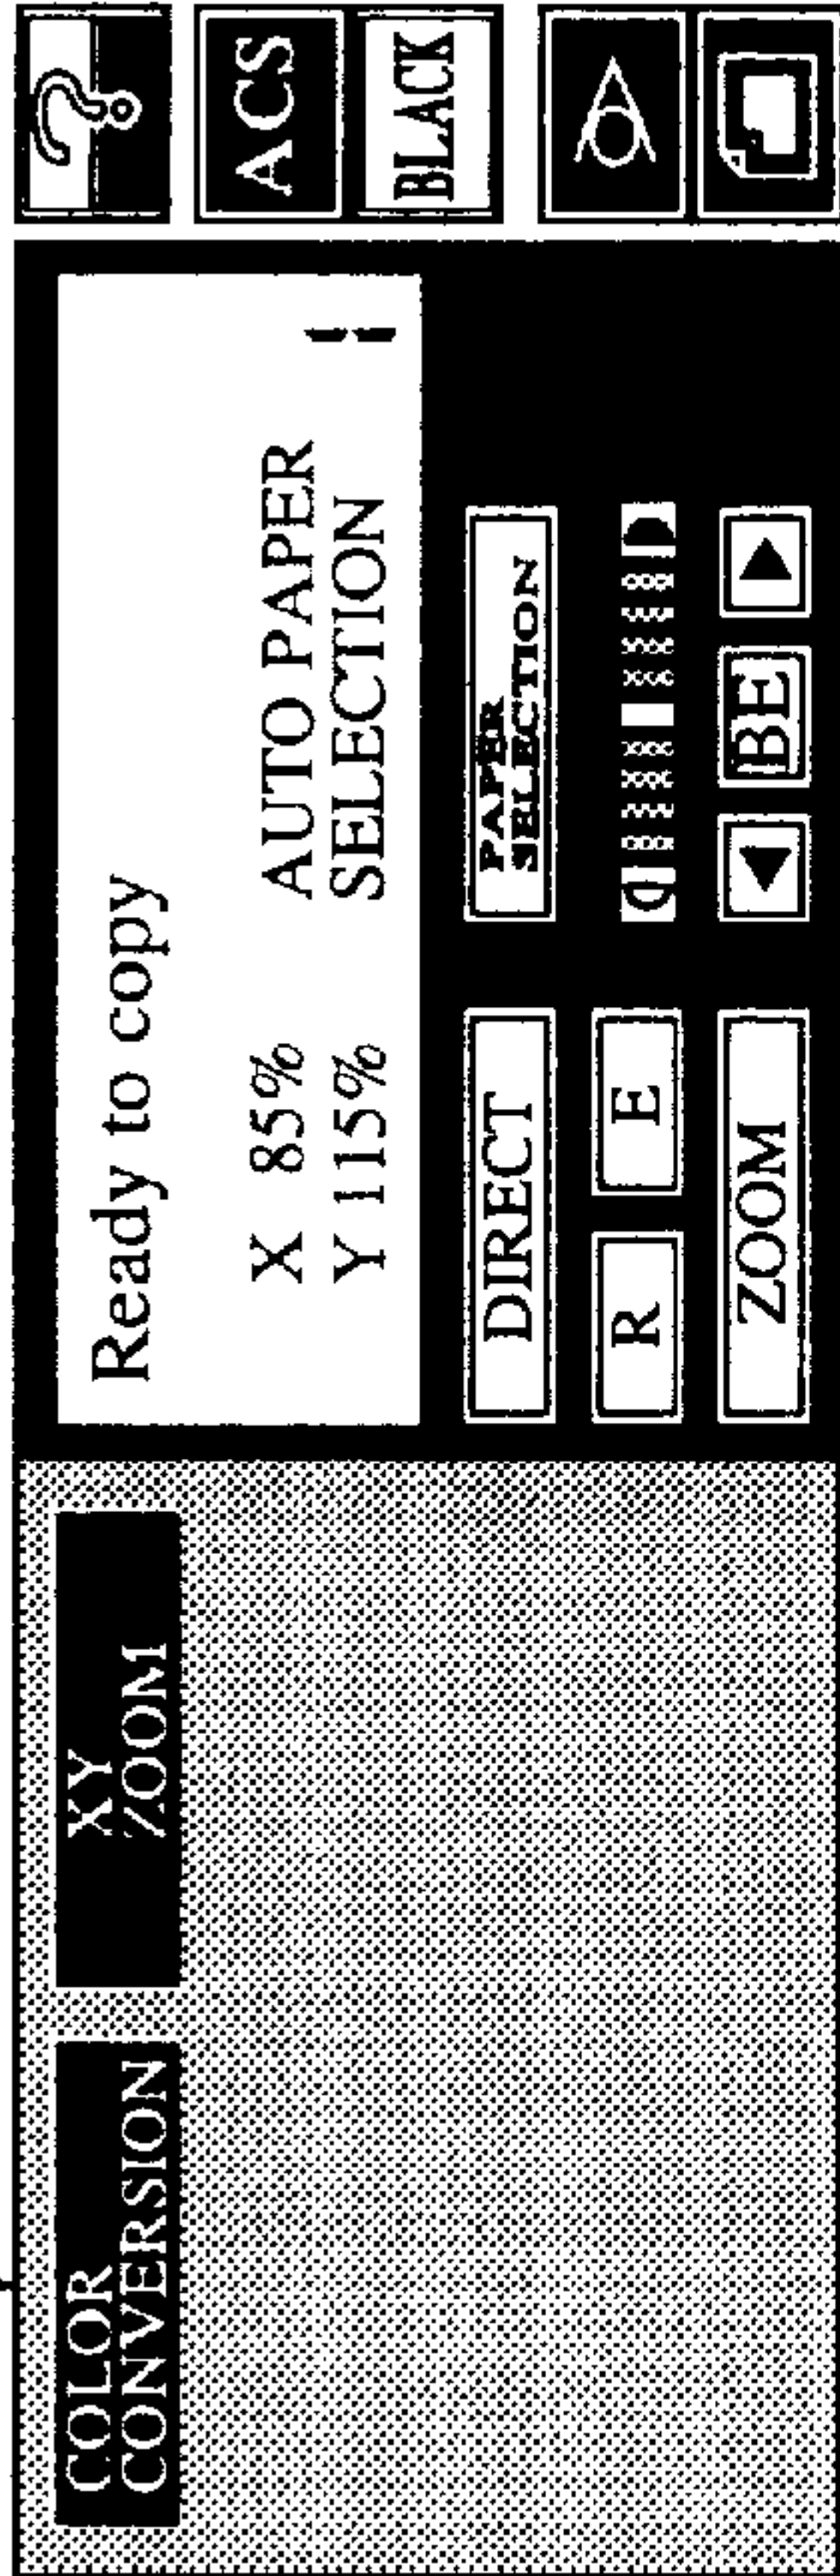 COLOR
CONVERSION
XY
ZOOM
Ready to copy
X 85%
Y 115%
AUTO PAPER
SELECTION
1
DIRECT
PAPER
SELECTION
R
E
ZOOM
BE
?
ACS
BLACK
A